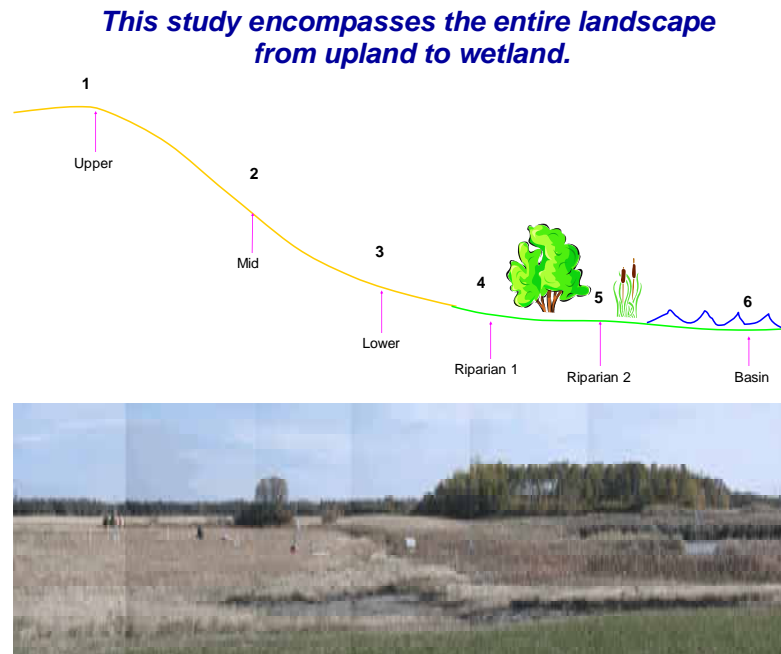 This study encompasses the entire landscape
from upland to wetland.
1
Upper
2
Mid
3
Lower
4
Riparian 1
5
Riparian 2
6
Basin